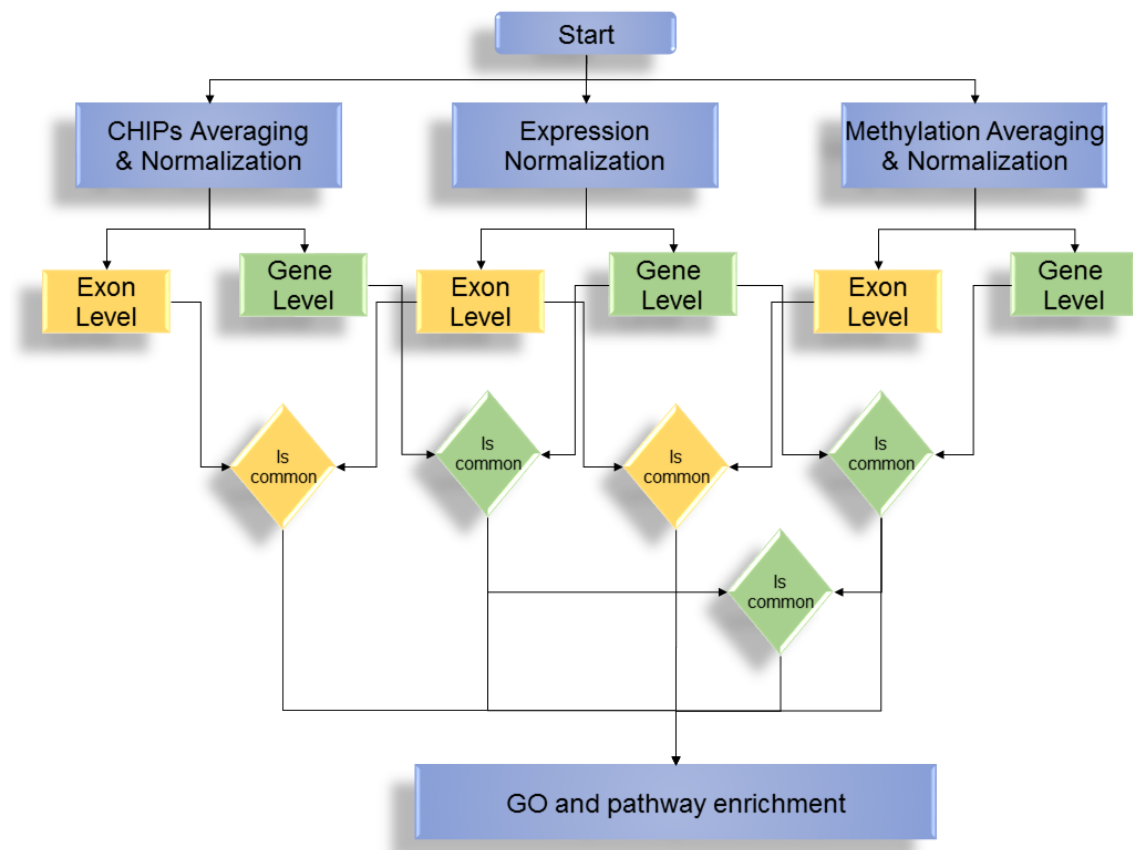 Start
CHIPs Averaging
& Normalization
Expression
Normalization
Methylation Averaging
& Normalization
Exon
Level
Gene
Level
Exon
Level
Gene
Level
Exon
Level
Gene
Level
Is
common
Is
common
Is
common
Is
common
Is
common
GO and pathway enrichment